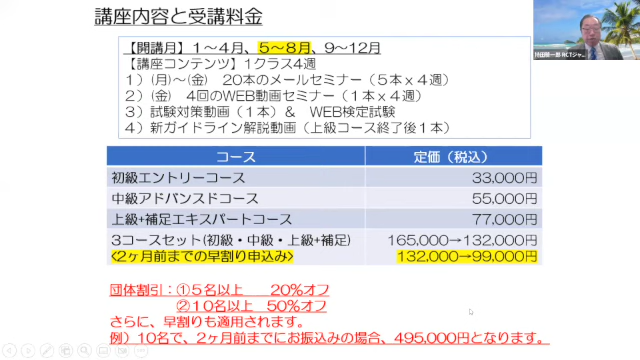 講座内容と受講料金
【開講月】１～４月、５～８月、９～１２月
【講座コンテンツ】１クラス４週
１）(月)～(金)　20本のメールセミナー（５本ｘ４週）
２）(金)　４回のWEB動画セミナー（１本ｘ４週）
３）試験対策動画（１本）＆　WEB検定試験
４）新ガイドライン解説動画（上級コース終了後１本）
コース　定価（税込）
初級エントリーコース　33,000円
中級アドバンスドコース　55,000円
上級+補足エキスパートコース　77,000円
３コースセット(初級・中級・上級+補足)　165,000→132,000円
<2ヶ月前までの早割り申込み>　132,000→99,000円
団体割引：①５名以上　　20％オフ
②１０名以上　50％オフ
さらに、早割りも適用されます。
例）10名で、2ヶ月前までにお振込みの場合、495,000円となります。